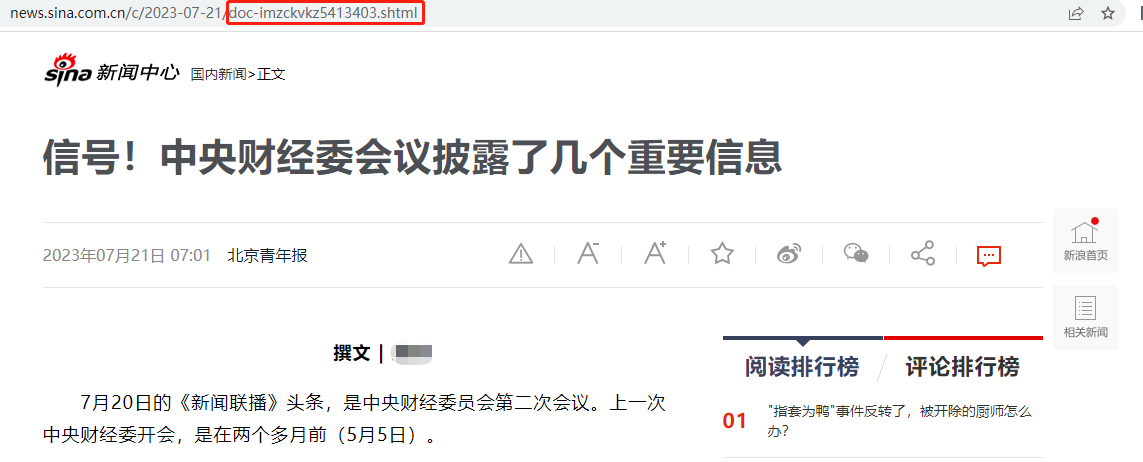 news.sina.com.cn/c/2023-07-21/doc-imzckvkz5413403.shtml
sina 新闻中心 国内新闻>正文
信号！中央财经委会议披露了几个重要信息
2023年07月21日 07:01 北京青年报
新浪首页
相关新闻
撰文 |
7月20日的《新闻联播》头条，是中央财经委员会第二次会议。上一次
中央财经委开会，是在两个多月前（5月5日）。
阅读排行榜 / 评论排行榜
01 "指套为鸭"事件反转了，被开除的厨师怎么
办？